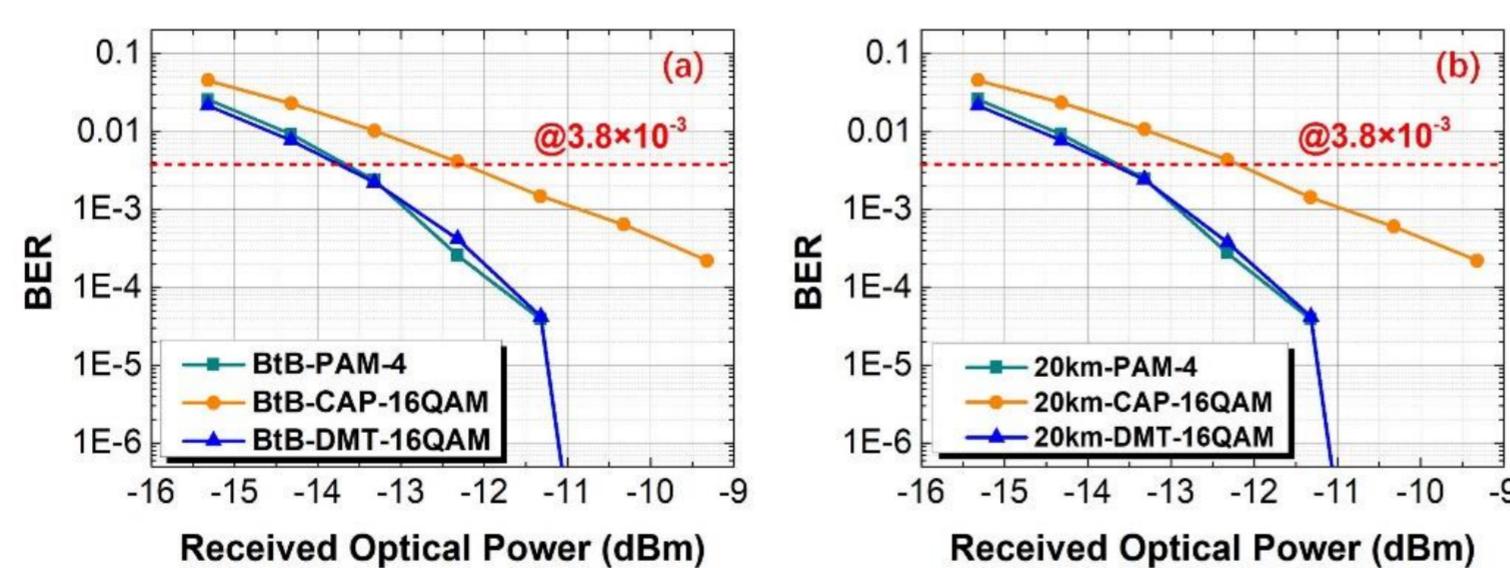 (a)
@3.8×10⁻³
0.1
0.01
1E-3
1E-4
1E-5
1E-6
BER
BtB-PAM-4
BtB-CAP-16QAM
BtB-DMT-16QAM
-16 -15 -14 -13 -12 -11 -10 -9
Received Optical Power (dBm)
(b)
@3.8×10⁻³
0.1
0.01
1E-3
1E-4
1E-5
1E-6
BER
20km-PAM-4
20km-CAP-16QAM
20km-DMT-16QAM
-16 -15 -14 -13 -12 -11 -10 -9
Received Optical Power (dBm)